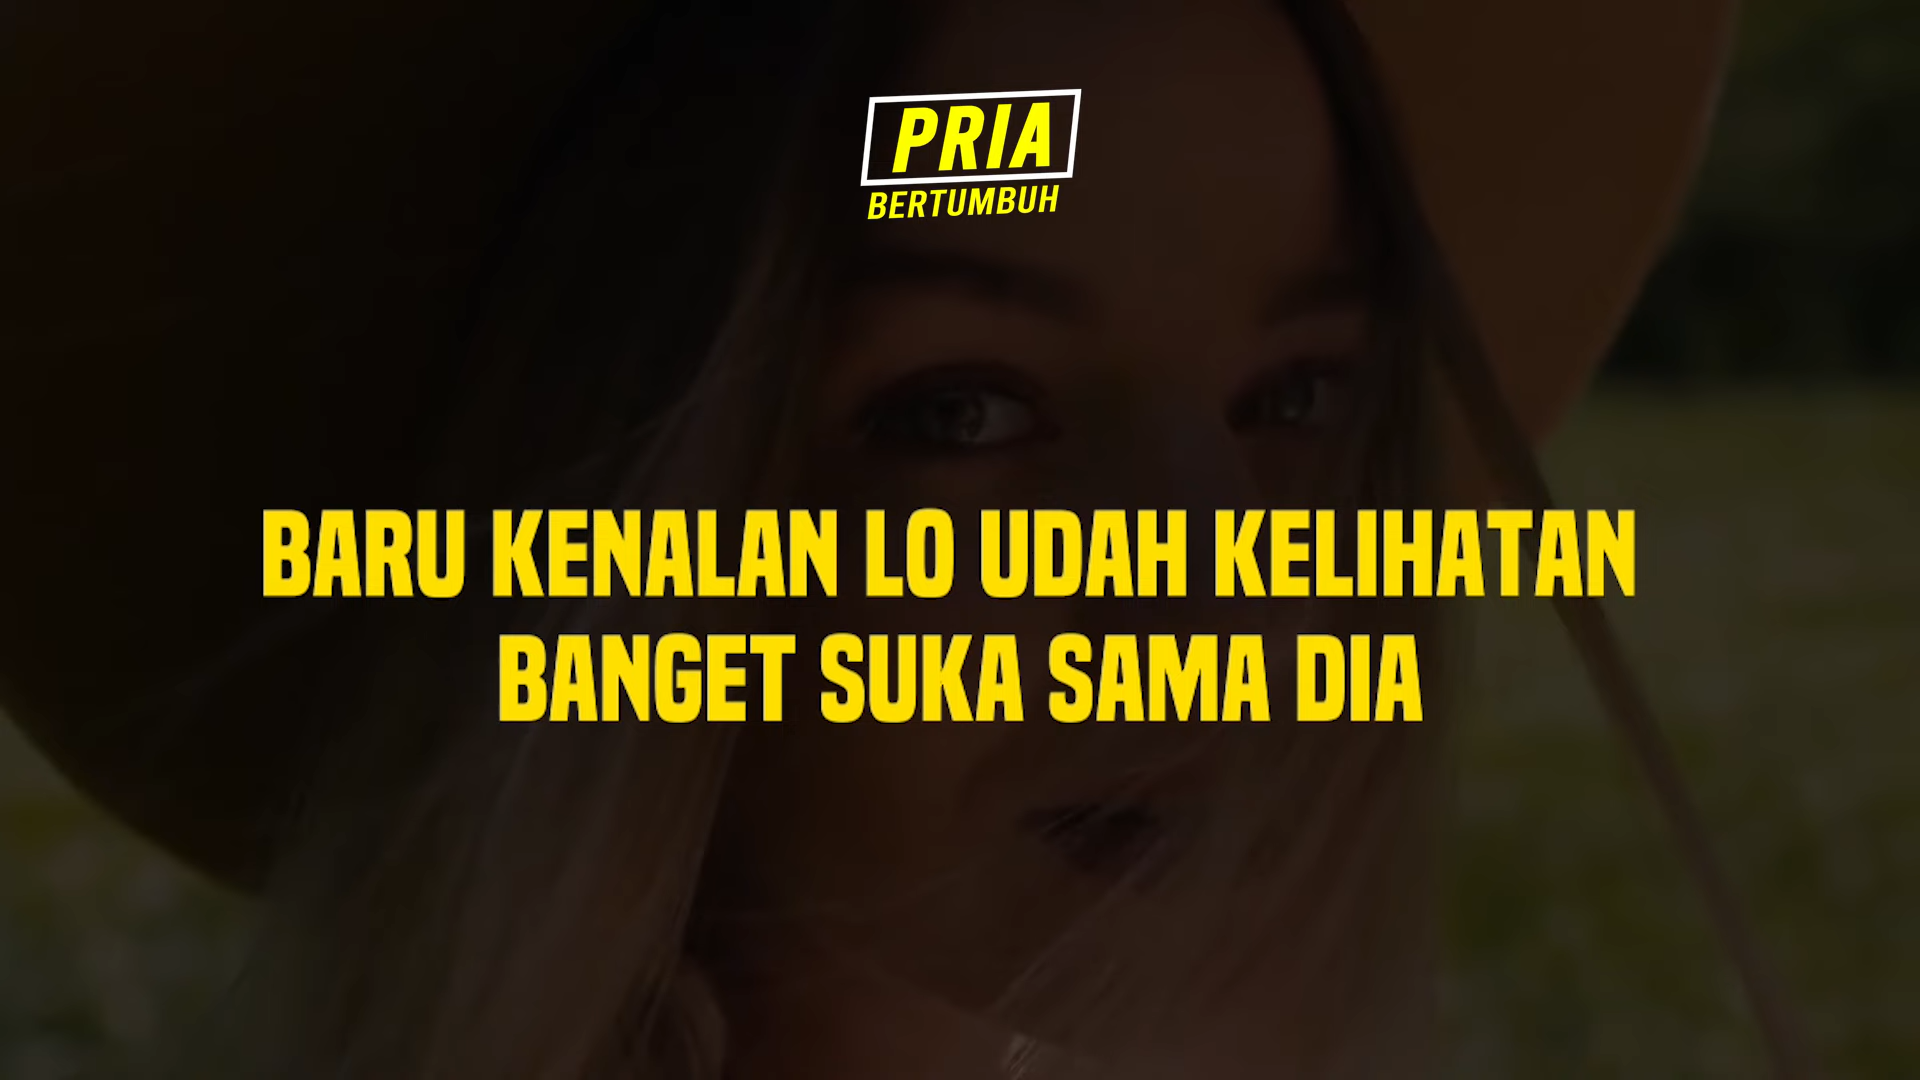 PRIA
BERTUMBUH
BARU KENALAN LO UDAH KELIHATAN
BANGET SUKA SAMA DIA